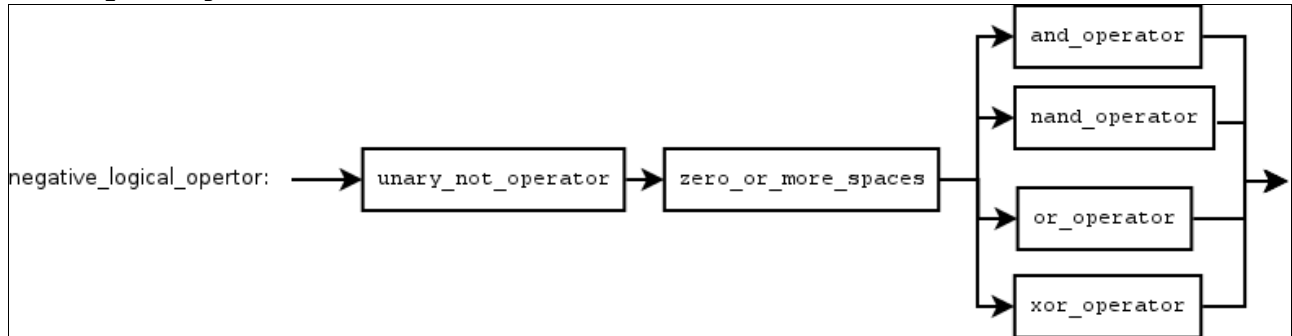 and_operator
nand_operator
negative_logical_opertor:
unary_not_operator
zero_or_more_spaces
or_operator
xor_operator